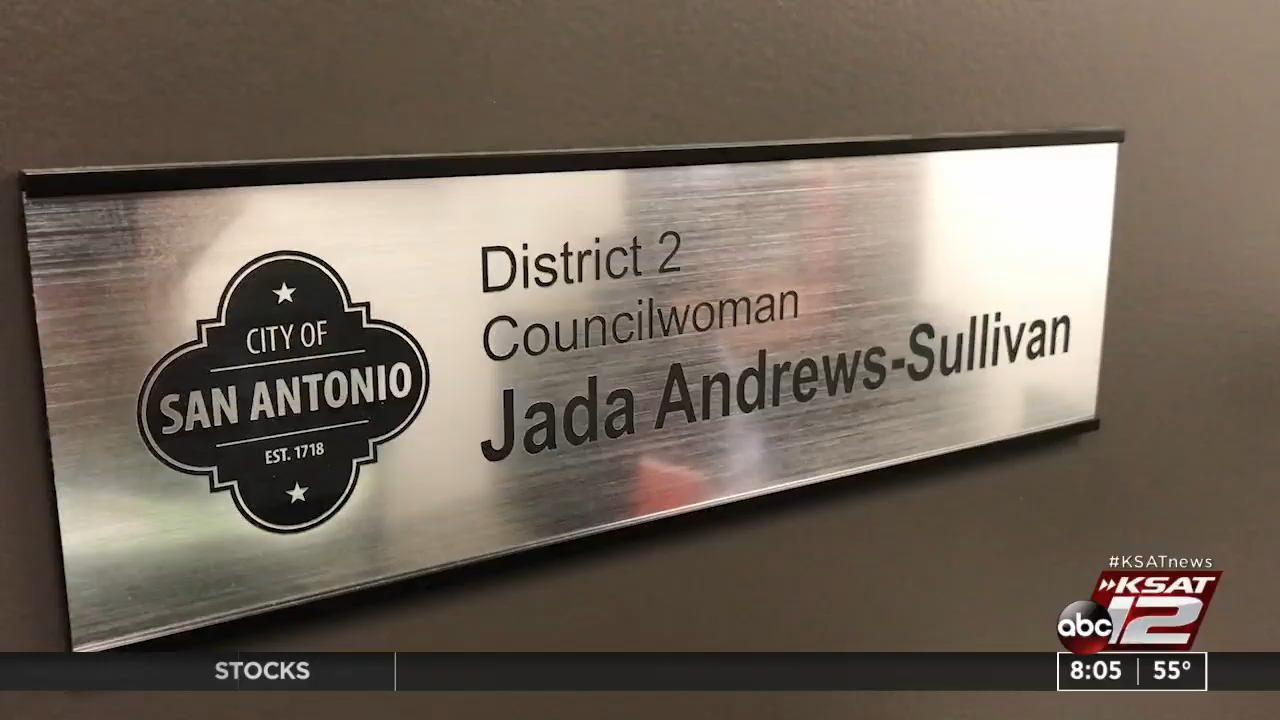 District 2
Councilwoman
Jada Andrews-Sullivan
CITY OF
SAN ANTONIO
EST. 1718
#KSATnews
KSAT
abc 12
STOCKS
8:05 55°